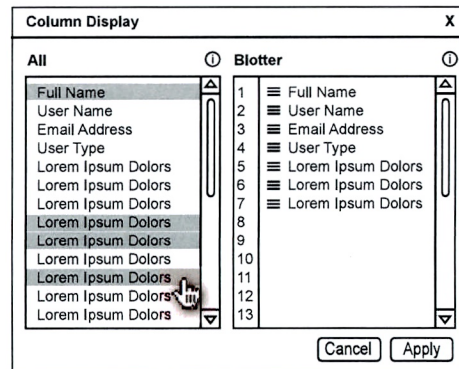 Column Display X
All
Full Name
User Name
Email Address
User Type
Lorem Ipsum Dolors
Lorem Ipsum Dolors
Lorem Ipsum Dolors
Lorem Ipsum Dolors
Lorem Ipsum Dolors
Lorem Ipsum Dolors
Lorem Ipsum Dolors
Lorem Ipsum Dolors
Lorem Ipsum Dolors
Blotter
1 Full Name
2 User Name
3 Email Address
4 User Type
5 Lorem Ipsum Dolors
6 Lorem Ipsum Dolors
7 Lorem Ipsum Dolors
8
9
10
11
12
13
Cancel Apply